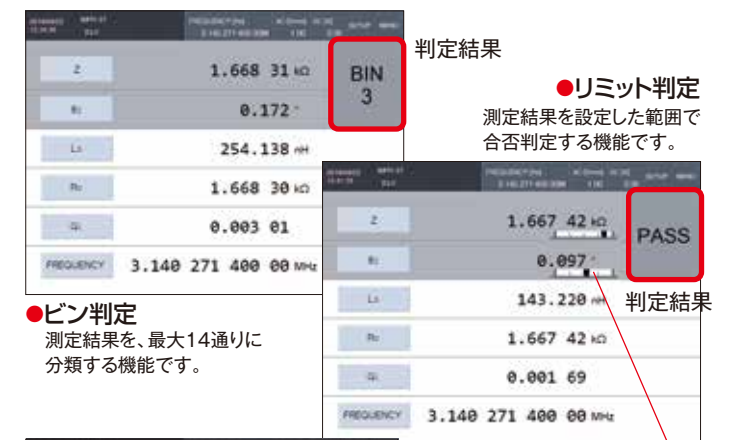 判定結果
Z 1.668 31 kΩ BIN 3
0.172 °
Ls 254.138 nH
Rs 1.668 30 kΩ
0.003 01
FREQUENCY 3.140 271 400 00 MHz
●ビン判定
測定結果を、最大14通りに
分類する機能です。
●リミット判定
測定結果を設定した範囲で
合否判定する機能です。
Z 1.667 42 kΩ PASS
0.097 °
判定結果
Ls 143.220 nH
Rs 1.667 42 kΩ
0.001 69
FREQUENCY 3.140 271 400 00 MHz